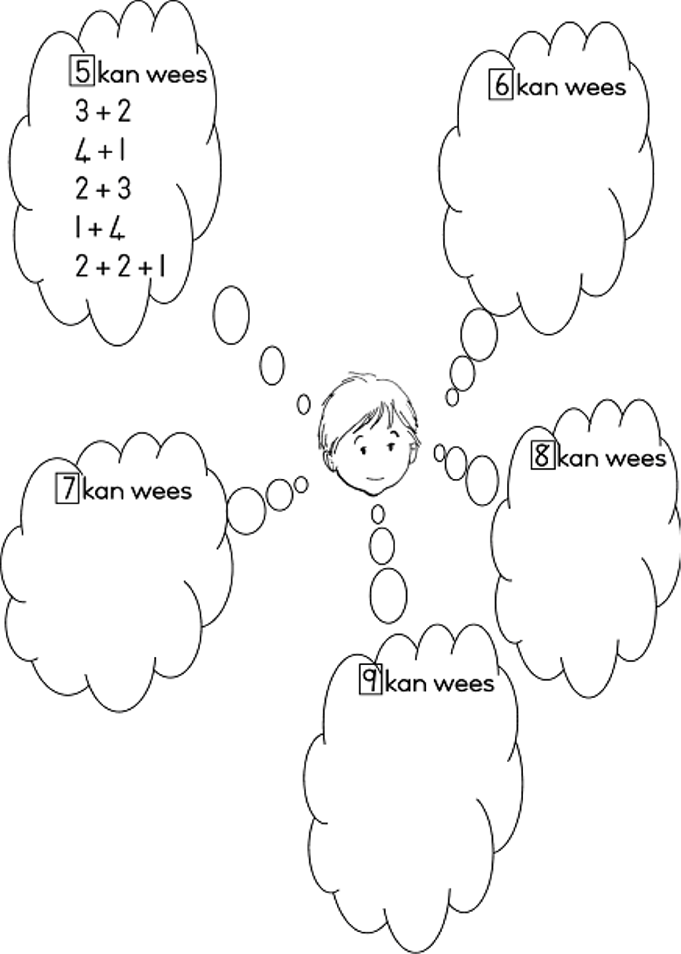 5 kan wees
3 + 2
4 + 1
2 + 3
1 + 4
2 + 2 + 1
6 kan wees
7 kan wees
8 kan wees
9 kan wees